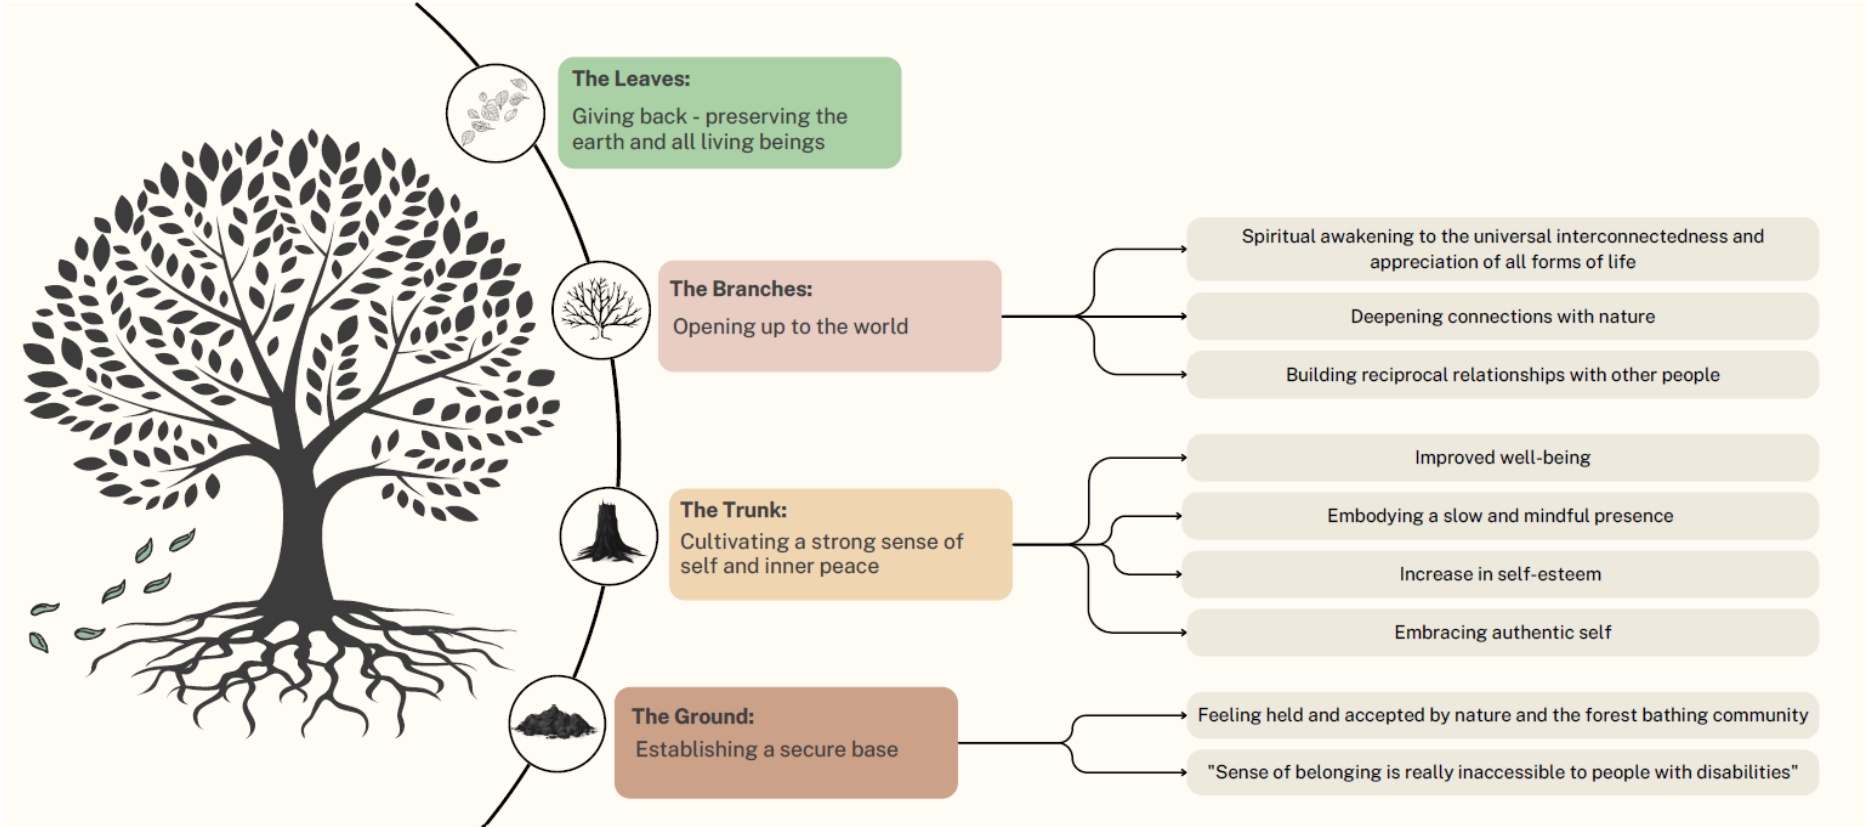 The Leaves:
Giving back - preserving the
earth and all living beings
The Branches:
Opening up to the world
Spiritual awakening to the universal interconnectedness and
appreciation of all forms of life
Deepening connections with nature
Building reciprocal relationships with other people
The Trunk:
Cultivating a strong sense of
self and inner peace
Improved well-being
Embodying a slow and mindful presence
Increase in self-esteem
Embracing authentic self
The Ground:
Establishing a secure base
Feeling held and accepted by nature and the forest bathing community
"Sense of belonging is really inaccessible to people with disabilities"